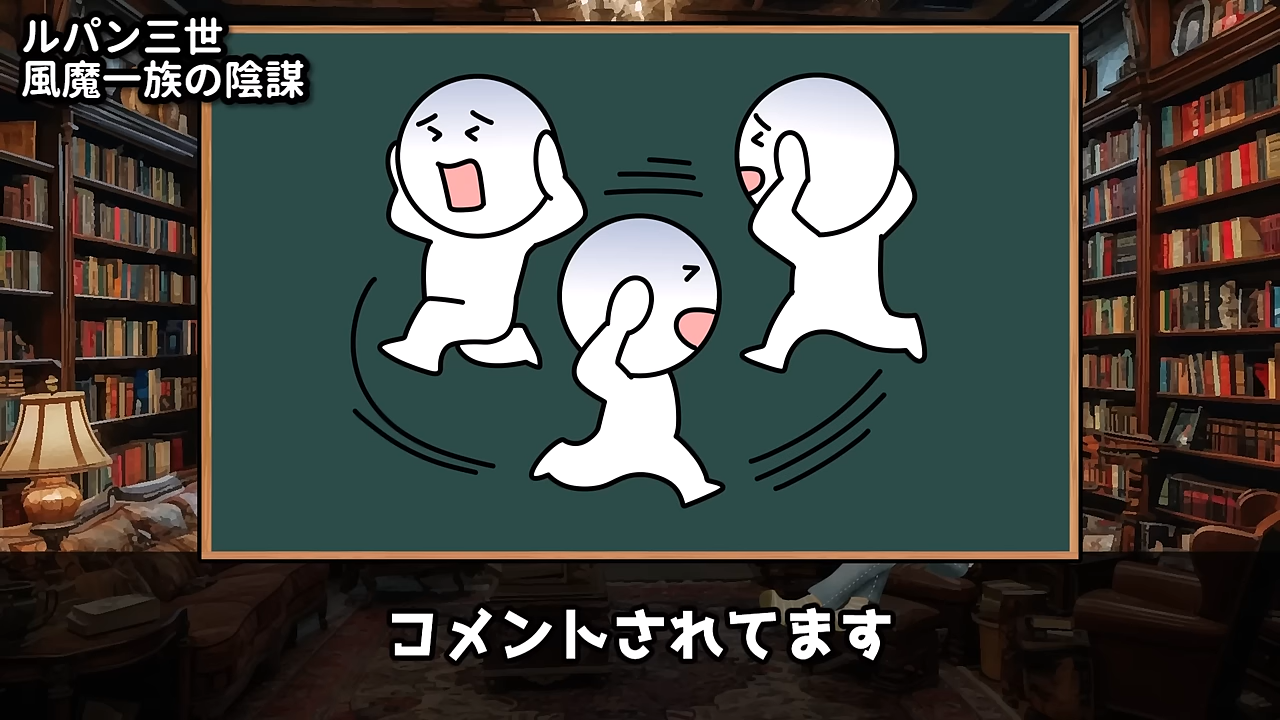 ルパン三世
風魔一族の陰謀
コメントされてます